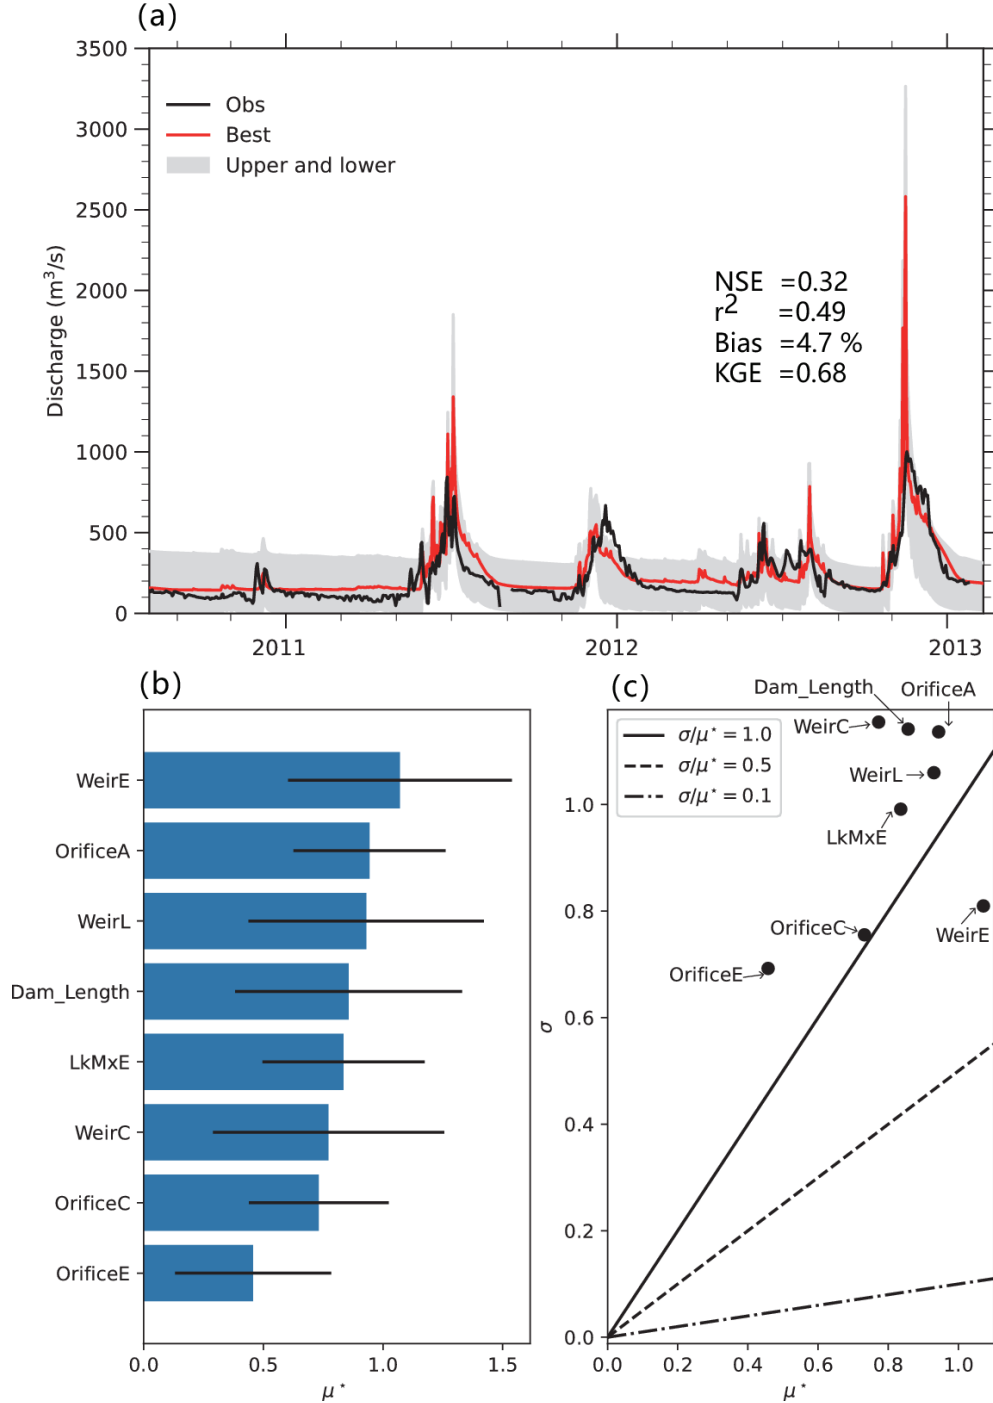 (a)
3500
3000
2500
2000
1500
1000
500
0
Discharge (m³/s)
Obs
Best
Upper and lower
NSE =0.32
r² =0.49
Bias =4.7 %
KGE =0.68
2011
2012
2013
(b)
WeirE
OrificeA
WeirL
Dam_Length
LkMxE
WeirC
OrificeC
OrificeE
0.0
0.5
1.0
1.5
μ*
(c)
σ/μ* = 1.0
σ/μ* = 0.5
σ/μ* = 0.1
Dam_Length
OrificeA
WeirC
WeirL
LkMxE
OrificeC
WeirE
OrificeE
1.0
0.8
0.6
0.4
0.2
0.0
σ
0.0
0.2
0.4
0.6
0.8
1.0
μ*